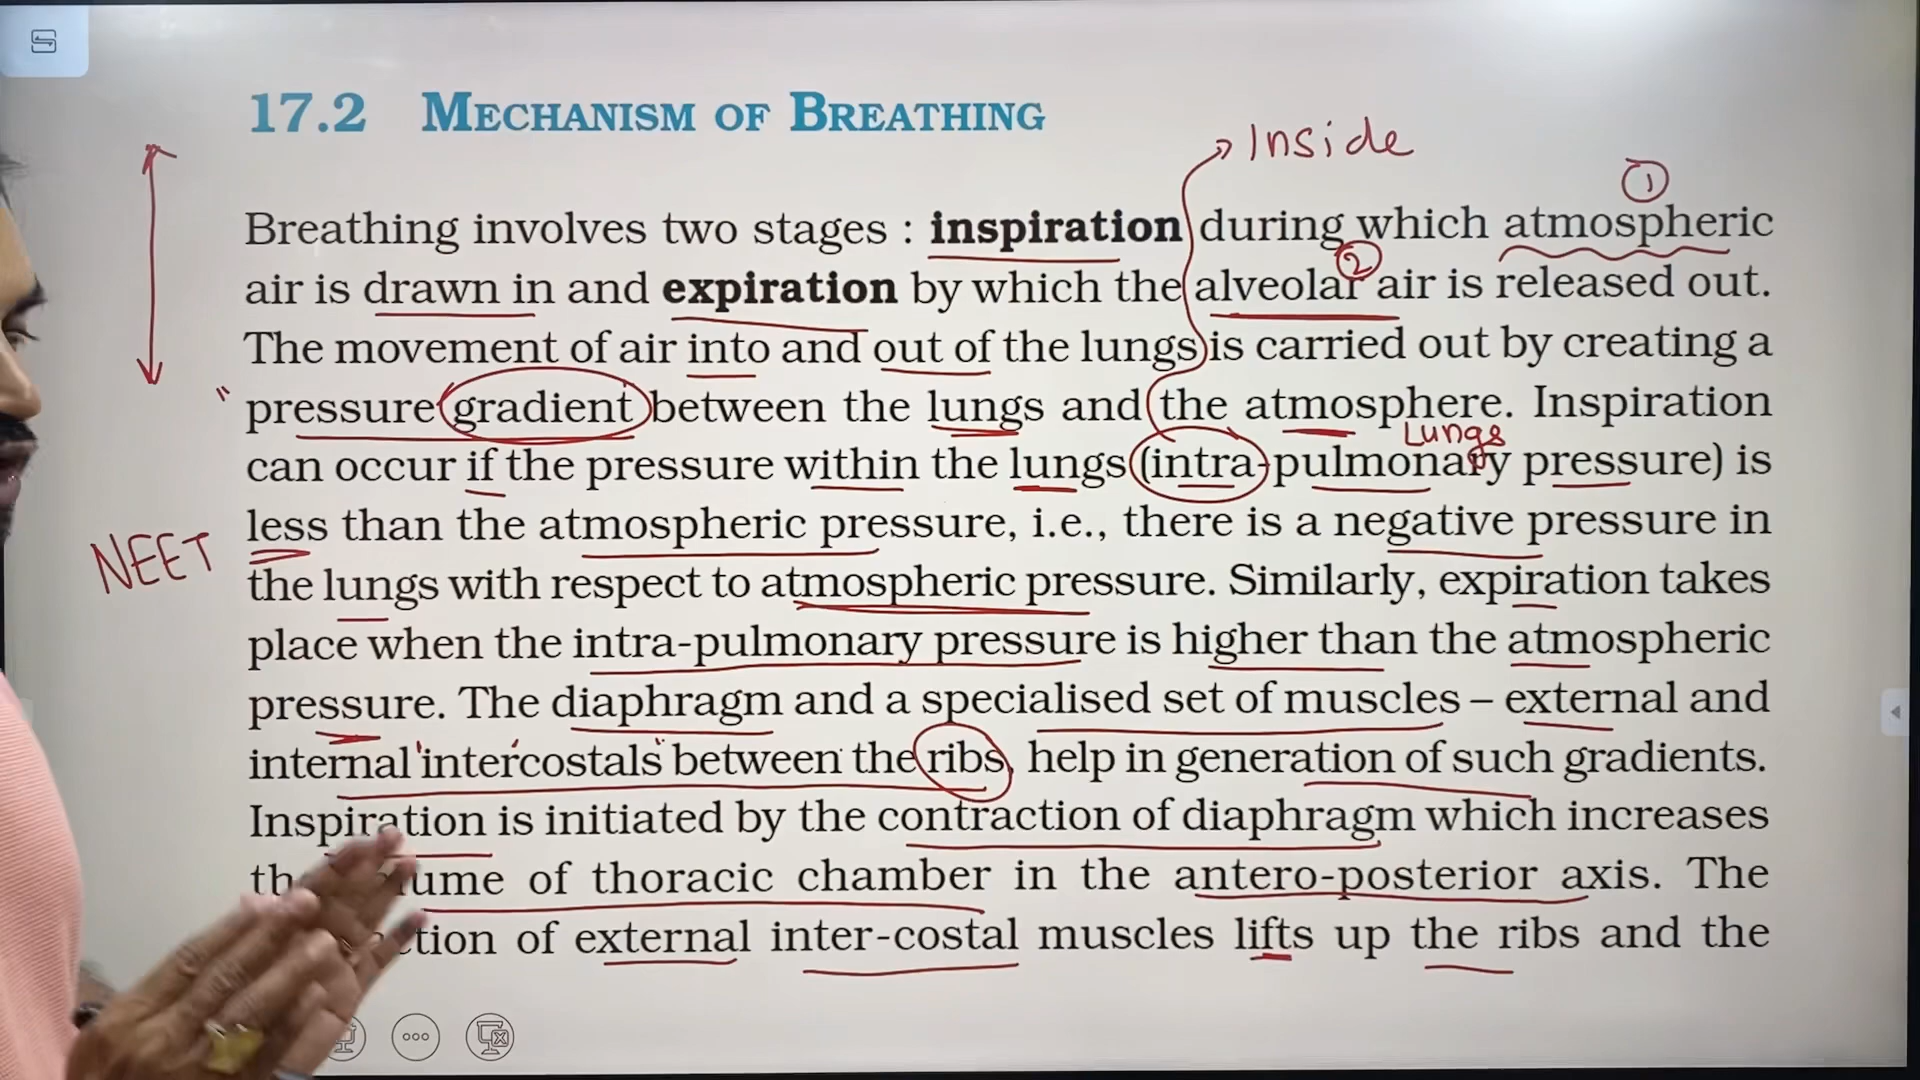 17.2 MECHANISM OF BREATHING
Inside
1
Breathing involves two stages : inspiration during which atmospheric
2
air is drawn in and expiration by which the alveolar air is released out.
The movement of air into and out of the lungs is carried out by creating a
pressure gradient between the lungs and the atmosphere. Inspiration
Lungs
can occur if the pressure within the lungs (intra-pulmonary pressure) is
less than the atmospheric pressure, i.e., there is a negative pressure in
NEET
the lungs with respect to atmospheric pressure. Similarly, expiration takes
place when the intra-pulmonary pressure is higher than the atmospheric
pressure. The diaphragm and a specialised set of muscles – external and
internal intercostals between the ribs, help in generation of such gradients.
Inspiration is initiated by the contraction of diaphragm which increases
of thoracic chamber in the antero-posterior axis. The
of external inter-costal muscles lifts up the ribs and the